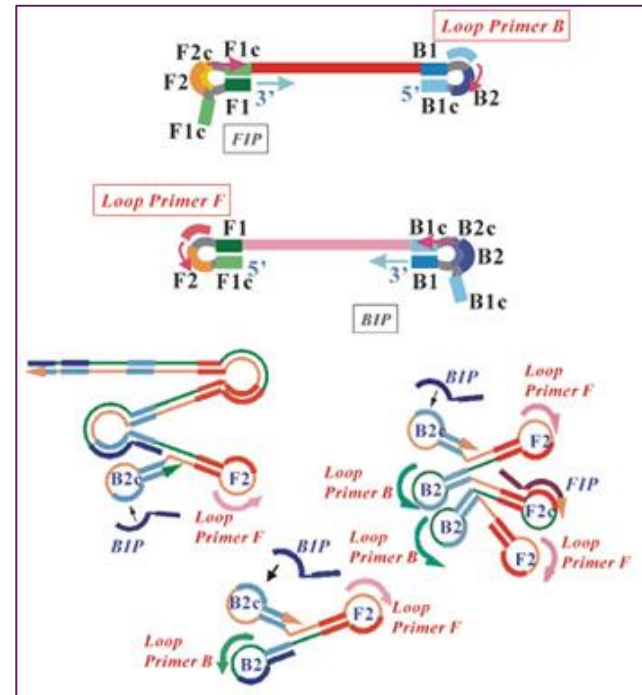 Loop Primer B
F2c F1c
B1
F2
F1
3’
5’
B1c
B2
F1c
FIP
Loop Primer F
F1
B1c
B2c
F2
F1c
5’
3’
B1
B2
B1c
BIP
BIP
Loop
Primer F
B2c
F2
Loop
Primer B
B2
FIP
F2c
B2
Loop
Primer B
F2
Loop
Primer F
B2c
F2
Loop
Primer F
BIP
BIP
B2c
F2
Loop
Primer F
Loop
Primer B
B2